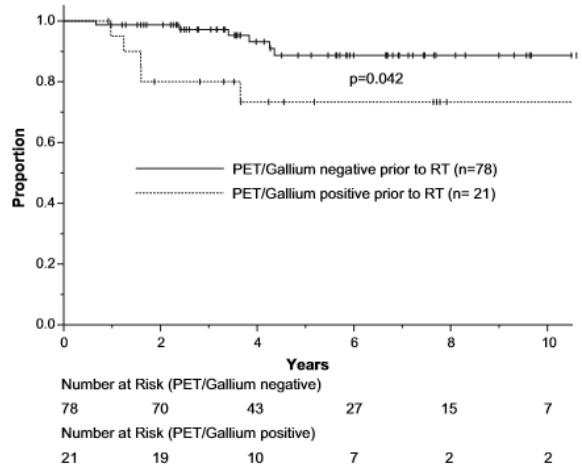 1.0
0.8
0.6
0.4
0.2
0.0
Proportion
p=0.042
PET/Gallium negative prior to RT (n=78)
PET/Gallium positive prior to RT (n= 21)
0 2 4 6 8 10
Years
Number at Risk (PET/Gallium negative)
78 70 43 27 15 7
Number at Risk (PET/Gallium positive)
21 19 10 7 2 2